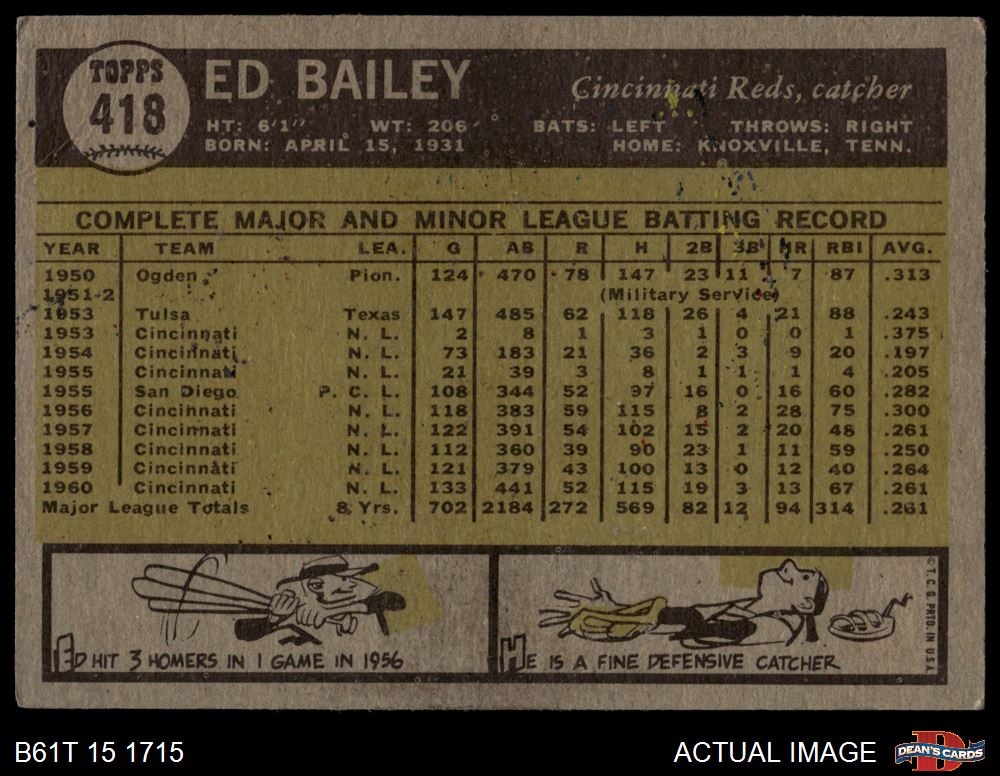 TOPPS
418
ED BAILEY
Cincinnati Reds, catcher
HT: 6'1" WT: 206 BATS: LEFT THROWS: RIGHT
BORN: APRIL 15, 1931 HOME: KNOXVILLE, TENN.
COMPLETE MAJOR AND MINOR LEAGUE BATTING RECORD
YEAR TEAM LEA. G AB R H 2B 3B HR RBI AVG.
1950 Ogden Pion. 124 470 78 147 23 11 7 87 .313
1951-2 (Military Service)
1953 Tulsa Texas 147 485 62 118 26 4 21 88 .243
1953 Cincinnati N. L. 2 8 1 3 1 0 0 1 .375
1954 Cincinnati N. L. 73 183 21 36 2 3 9 20 .197
1955 Cincinnati N. L. 21 39 3 8 1 1 1 4 .205
1955 San Diego P. C. L. 108 344 52 97 16 0 16 60 .282
1956 Cincinnati N. L. 118 383 59 115 8 2 28 75 .300
1957 Cincinnati N. L. 122 391 54 102 15 2 20 48 .261
1958 Cincinnati N. L. 112 360 39 90 23 1 11 59 .250
1959 Cincinnati N. L. 121 379 43 100 13 0 12 40 .264
1960 Cincinnati N. L. 133 441 52 115 19 3 13 67 .261
Major League Totals 8 Yrs. 702 2184 272 569 82 12 94 314 .261
ED HIT 3 HOMERS IN 1 GAME IN 1956
HE IS A FINE DEFENSIVE CATCHER
© T. C. G. PRTD. IN U.S.A.
B61T 15 1715
ACTUAL IMAGE
DEAN'S CARDS